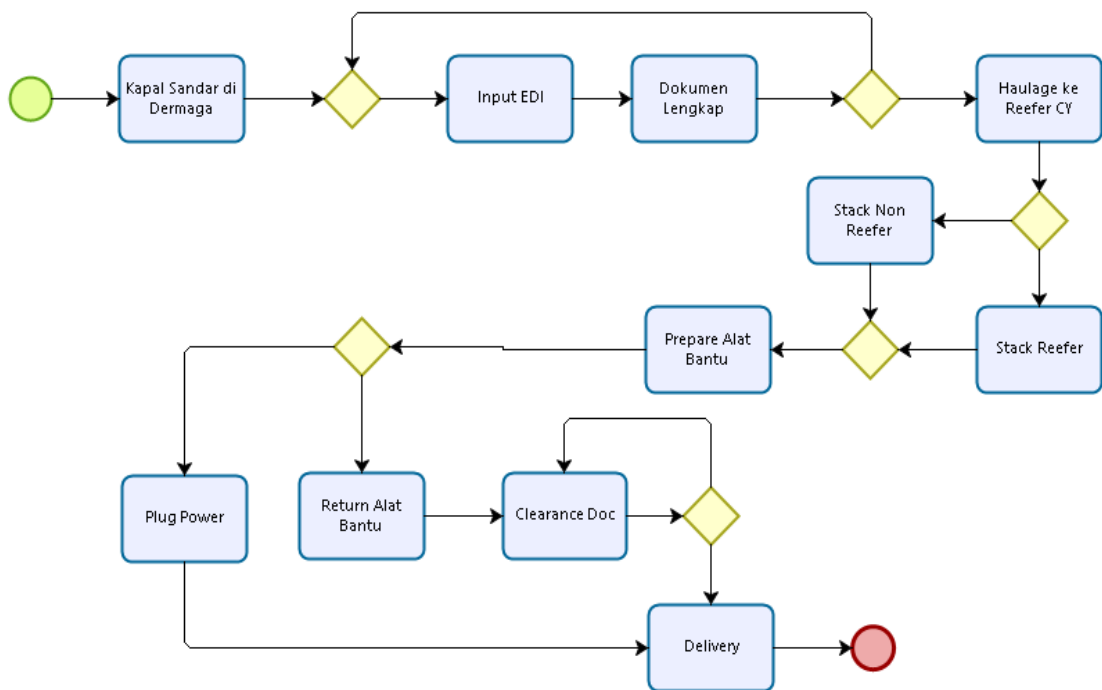 Kapal Sandar di
Dermaga
Input EDI
Dokumen
Lengkap
Haulage ke
Reefer CY
Stack Non
Reefer
Stack Reefer
Prepare Alat
Bantu
Plug Power
Return Alat
Bantu
Clearance Doc
Delivery